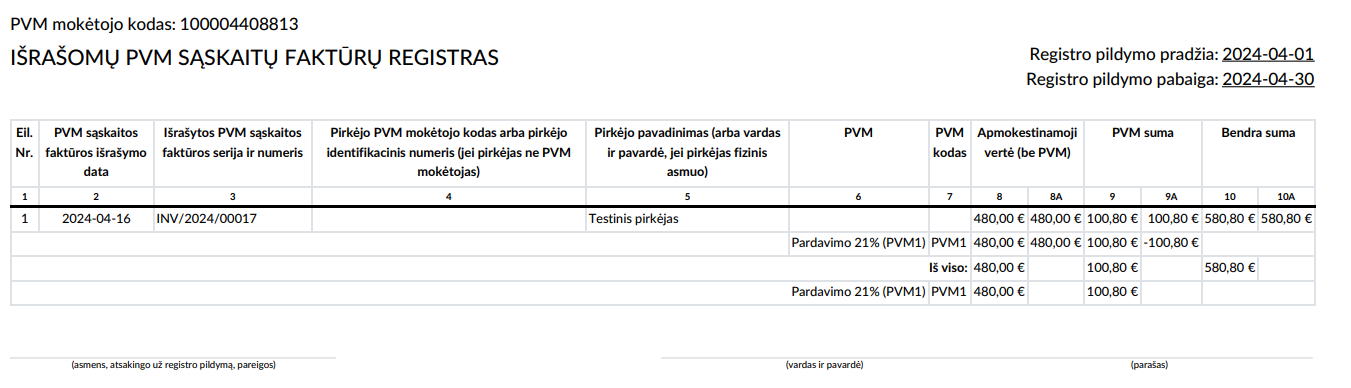 PVM mokėtojo kodas: 100004408813
IŠRAŠOMŲ PVM SĄSKAITŲ FAKTŪRŲ REGISTRAS
Registro pildymo pradžia: 2024-04-01
Registro pildymo pabaiga: 2024-04-30
Eil. Nr. PVM sąskaitos faktūros išrašymo data Išrašytos PVM sąskaitos faktūros serija ir numeris Pirkėjo PVM mokėtojo kodas arba pirkėjo identifikacinis numeris (jei pirkėjas ne PVM mokėtojas) Pirkėjo pavadinimas (arba vardas ir pavardė, jei pirkėjas fizinis asmuo) PVM PVM kodas Apmokestinamoji vertė (be PVM) PVM suma Bendra suma
1 2 3 4 5 6 7 8 8A 9 9A 10 10A
1 2024-04-16 INV/2024/00017 Testinis pirkėjas 480,00 € 480,00 € 100,80 € 100,80 € 580,80 € 580,80 €
Pardavimo 21% (PVM1) PVM1 480,00 € 480,00 € 100,80 € -100,80 €
Iš viso: 480,00 € 100,80 € 580,80 €
Pardavimo 21% (PVM1) PVM1 480,00 € 100,80 €
(asmens, atsakingo už registro pildymą, pareigos) (vardas ir pavardė) (parašas)